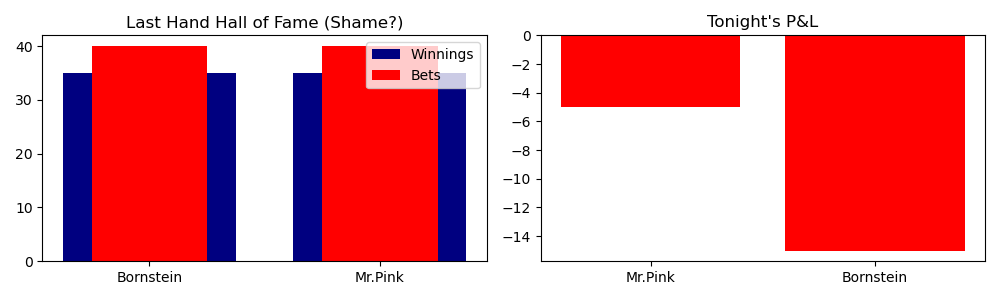 Last Hand Hall of Fame (Shame?)
40
30
20
10
0
Winnings
Bets
Bornstein
Mr.Pink
Tonight's P&L
0
−2
−4
−6
−8
−10
−12
−14
Mr.Pink
Bornstein